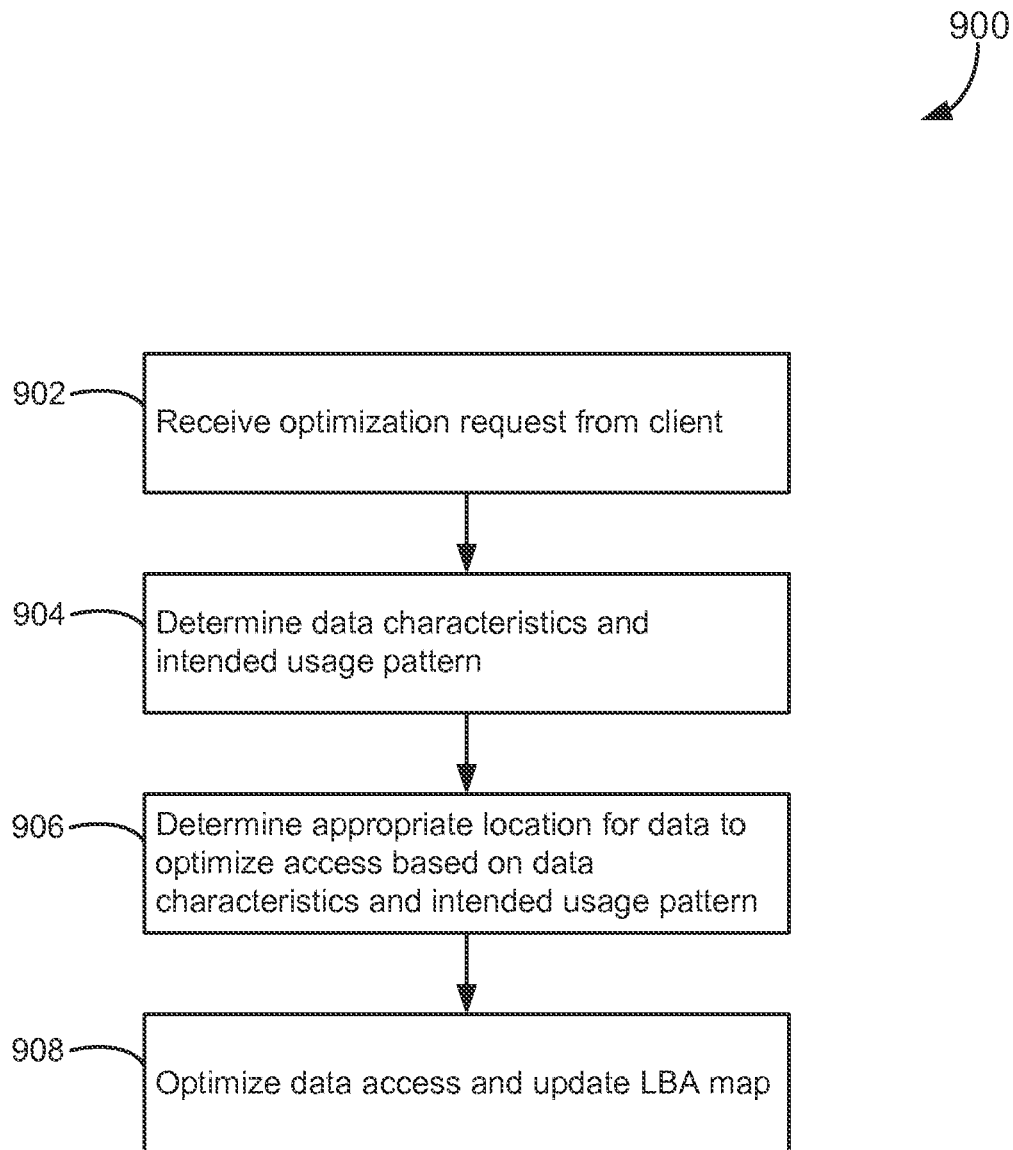 900
902
Receive optimization request from client
904
Determine data characteristics and
intended usage pattern
906
Determine appropriate location for data to
optimize access based on data
characteristics and intended usage pattern
908
Optimize data access and update LBA map